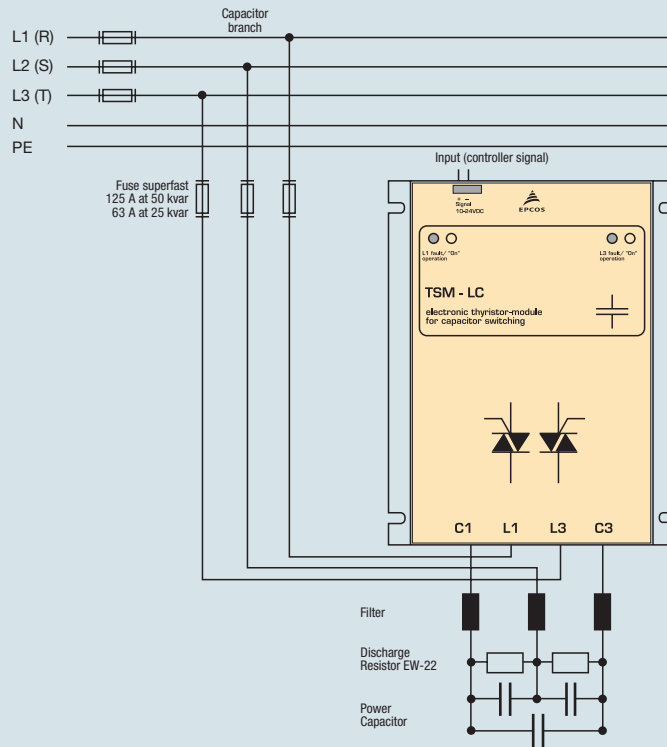 Capacitor
branch
L1 (R)
L2 (S)
L3 (T)
N
PE
Fuse superfast
125 A at 50 kvar
63 A at 25 kvar
Input (controller signal)
+ –
Signal
10-24VDC
EPCOS
L1 fault/ "On"
operation
L3 fault/ "On"
operation
TSM - LC
electronic thyristor-module
for capacitor switching
C1 L1 L3 C3
Filter
Discharge
Resistor EW-22
Power
Capacitor